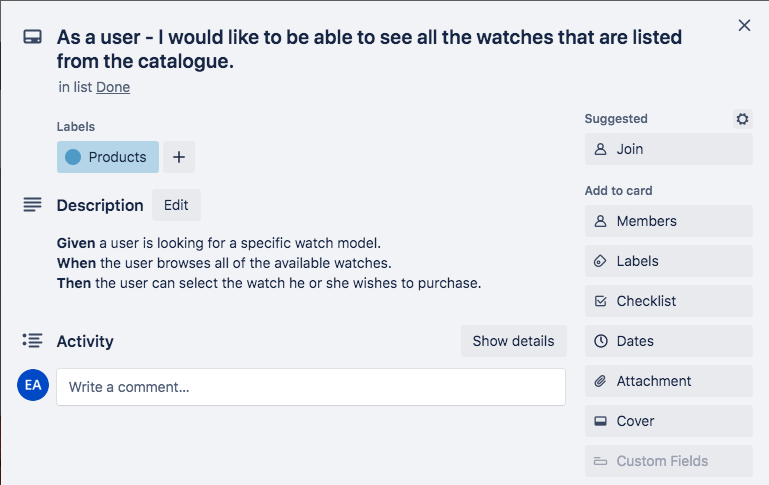 As a user - I would like to be able to see all the watches that are listed
from the catalogue.
in list Done
Labels
Products
Description
Edit
Given a user is looking for a specific watch model.
When the user browses all of the available watches.
Then the user can select the watch he or she wishes to purchase.
Activity
Show details
EA
Write a comment...
Suggested
Join
Add to card
Members
Labels
Checklist
Dates
Attachment
Cover
Custom Fields